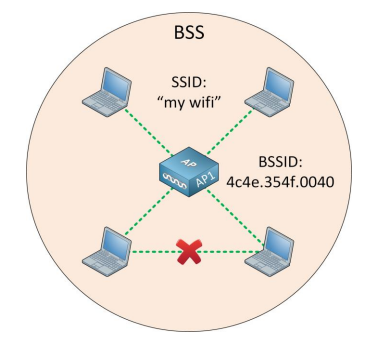 BSS
SSID:
“my wifi”
AP
AP1
BSSID:
4c4e.354f.0040